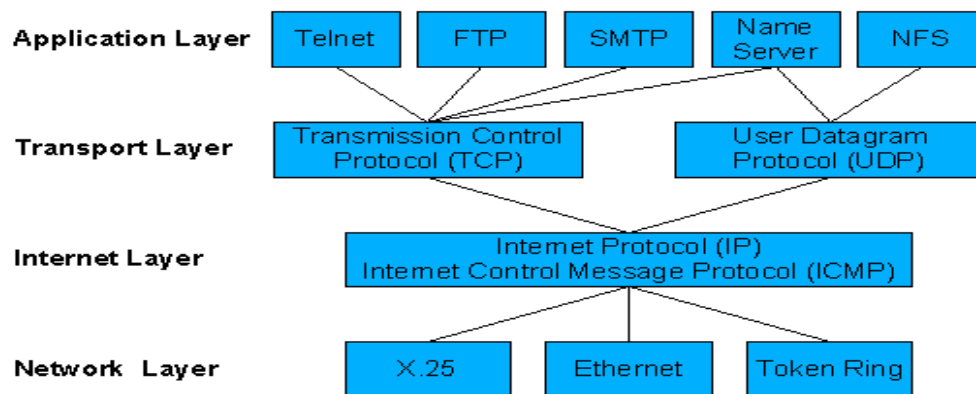 Application Layer
Telnet
FTP
SMTP
Name
Server
NFS
Transport Layer
Transmission Control
Protocol (TCP)
User Datagram
Protocol (UDP)
Internet Layer
Internet Protocol (IP)
Internet Control Message Protocol (ICMP)
Network Layer
X.25
Ethernet
Token Ring